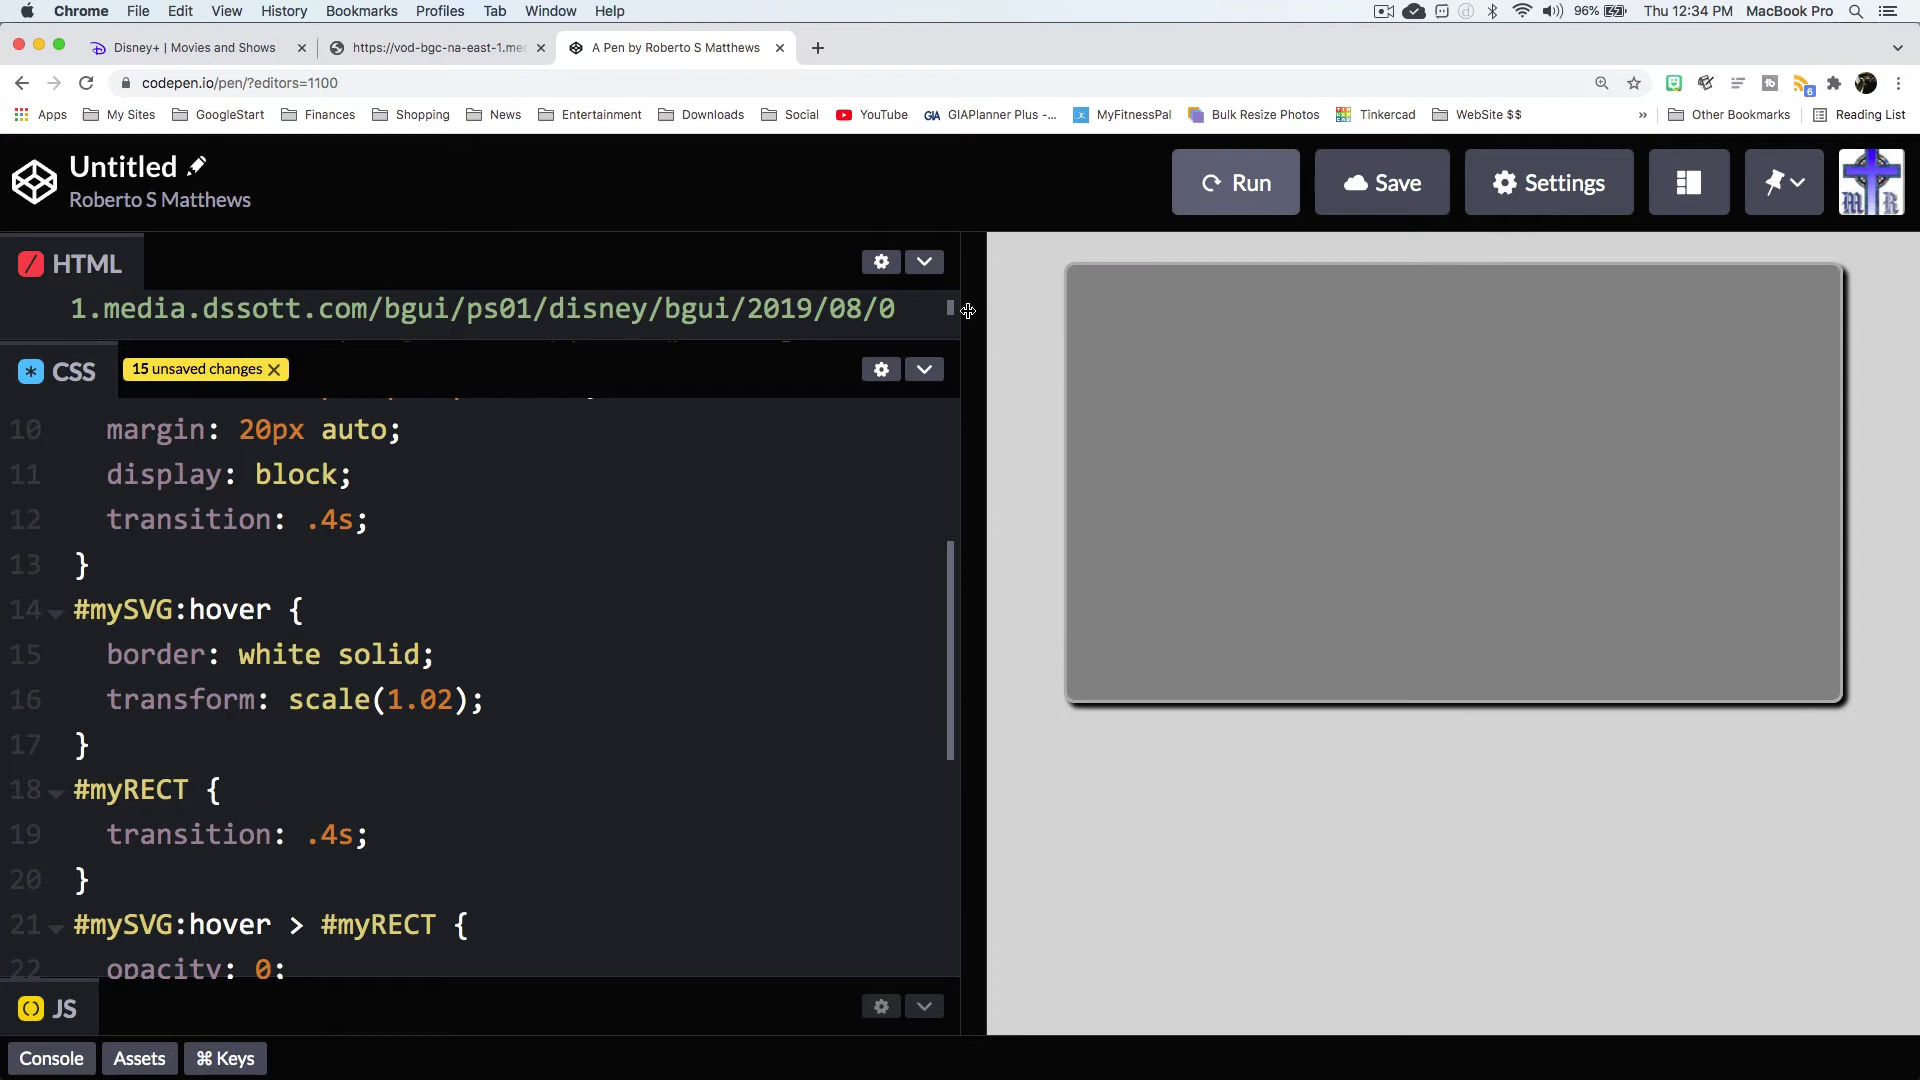 Chrome File Edit View History Bookmarks Profiles Tab Window Help 96% Thu 12:34 PM MacBook Pro
Disney+ | Movies and Shows https://vod-bgc-na-east-1.med A Pen by Roberto S Matthews
codepen.io/pen/?editors=1100 6
Apps My Sites GoogleStart Finances Shopping News Entertainment Downloads Social YouTube GIAPlanner Plus -... MyFitnessPal Bulk Resize Photos Tinkercad WebSite $$ » Other Bookmarks Reading List
Untitled
Roberto S Matthews
Run Save Settings
HTML
1.media.dssott.com/bgui/ps01/disney/bgui/2019/08/0
CSS 15 unsaved changes
10 margin: 20px auto;
11 display: block;
12 transition: .4s;
13 }
14 #mySVG:hover {
15 border: white solid;
16 transform: scale(1.02);
17 }
18 #myRECT {
19 transition: .4s;
20 }
21 #mySVG:hover > #myRECT {
22 opacity: 0;
JS
Console Assets ⌘ Keys